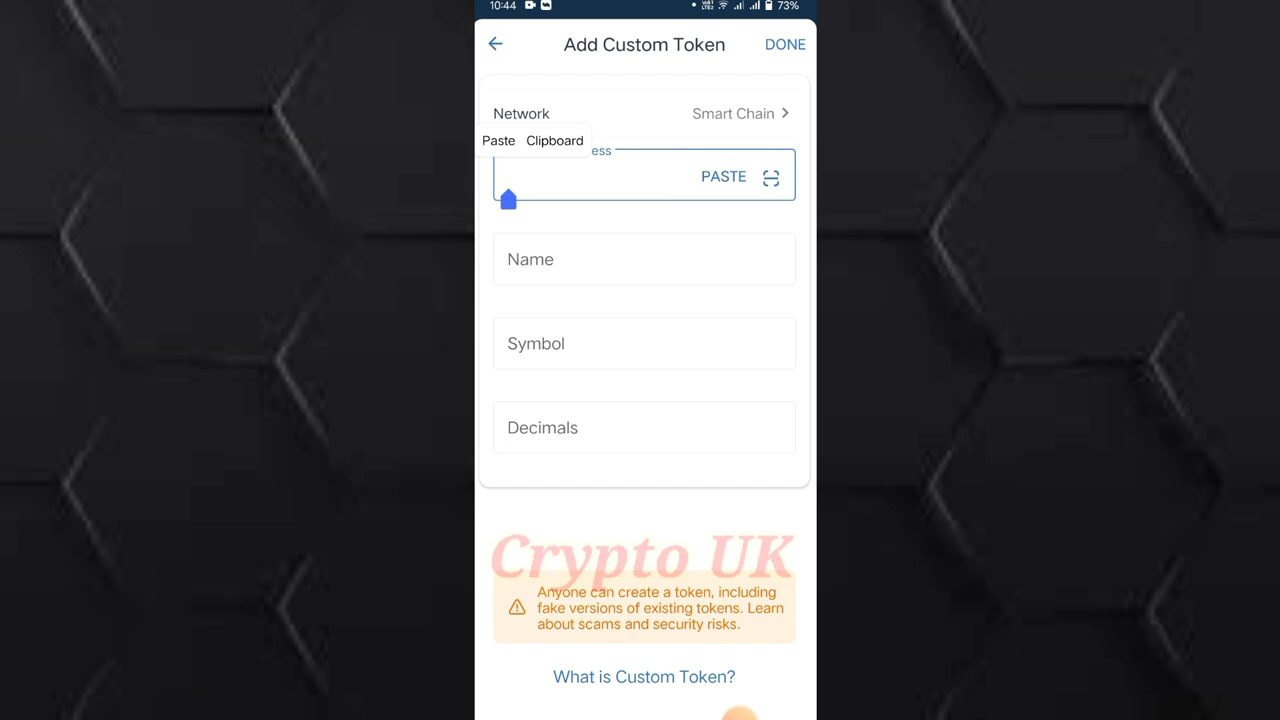 10:44
73%
Add Custom Token
DONE
Network
Smart Chain
Paste Clipboard
ess
PASTE
Name
Symbol
Decimals
Crypto UK
Anyone can create a token, including
fake versions of existing tokens. Learn
about scams and security risks.
What is Custom Token?